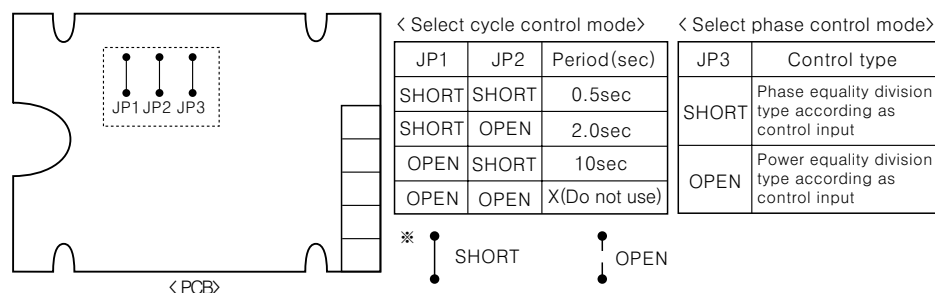 JP1 JP2 JP3
< PCB>
< Select cycle control mode>
JP1 JP2 Period(sec)
SHORT SHORT 0.5sec
SHORT OPEN 2.0sec
OPEN SHORT 10sec
OPEN OPEN X(Do not use)
※ SHORT OPEN
< Select phase control mode>
JP3 Control type
SHORT Phase equality division
type according as
control input
OPEN Power equality division
type according as
control input